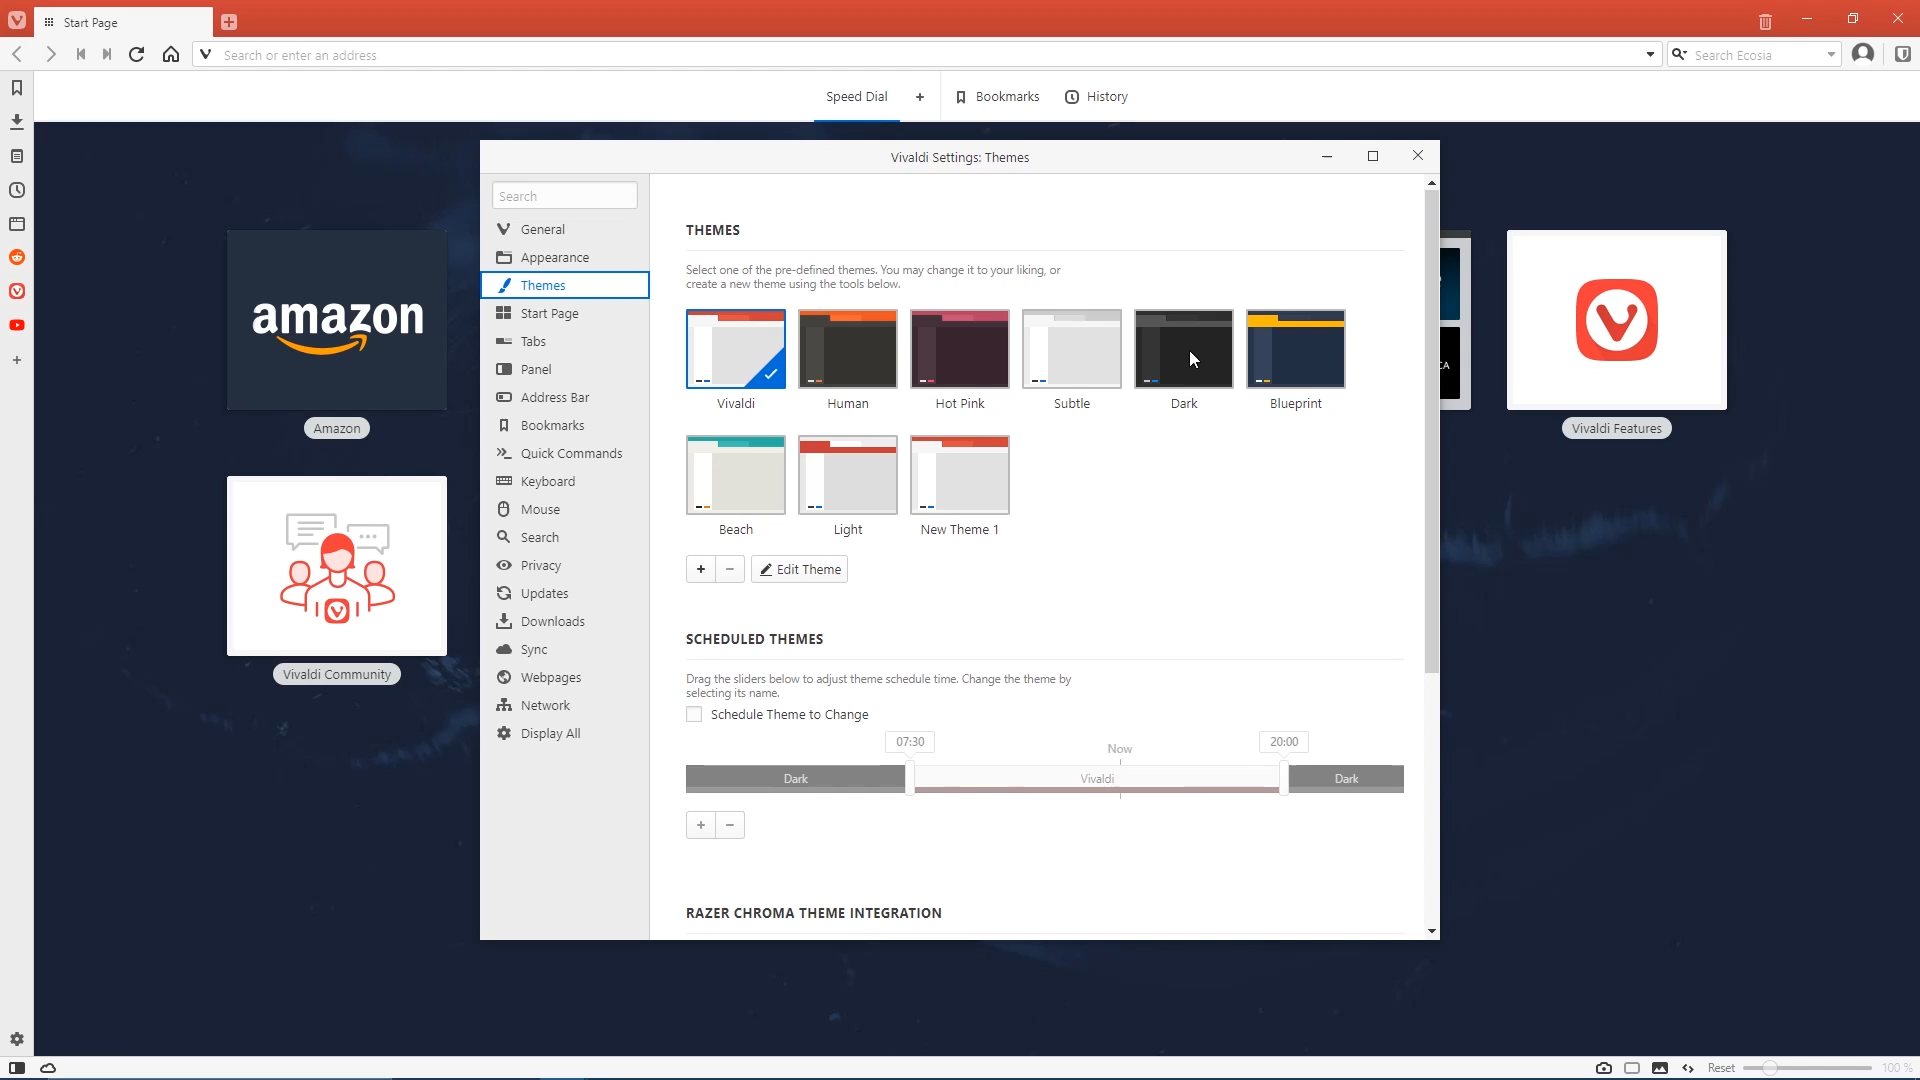 Start Page
Search or enter an address
Search Ecosia
Speed Dial
Bookmarks
History
Vivaldi Settings: Themes
Search
General
Appearance
Themes
Start Page
Tabs
Panel
Address Bar
Bookmarks
Quick Commands
Keyboard
Mouse
Search
Privacy
Updates
Downloads
Sync
Webpages
Network
Display All
THEMES
Select one of the pre-defined themes. You may change it to your liking, or
create a new theme using the tools below.
Vivaldi
Human
Hot Pink
Subtle
Dark
Blueprint
Beach
Light
New Theme 1
Edit Theme
SCHEDULED THEMES
Drag the sliders below to adjust theme schedule time. Change the theme by
selecting its name.
Schedule Theme to Change
07:30
Now
20:00
Dark
Vivaldi
Dark
RAZER CHROMA THEME INTEGRATION
amazon
Amazon
Vivaldi Community
CA
Vivaldi Features
Reset
100 %